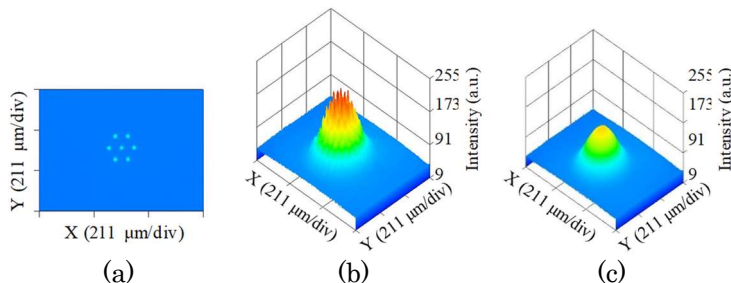 Y (211 μm/div)
X (211 μm/div)
(a)
255
173
91
9
Intensity (a.u.)
X (211 μm/div)
Y (211 μm/div)
(b)
255
173
91
9
Intensity (a.u.)
X (211 μm/div)
Y (211 μm/div)
(c)